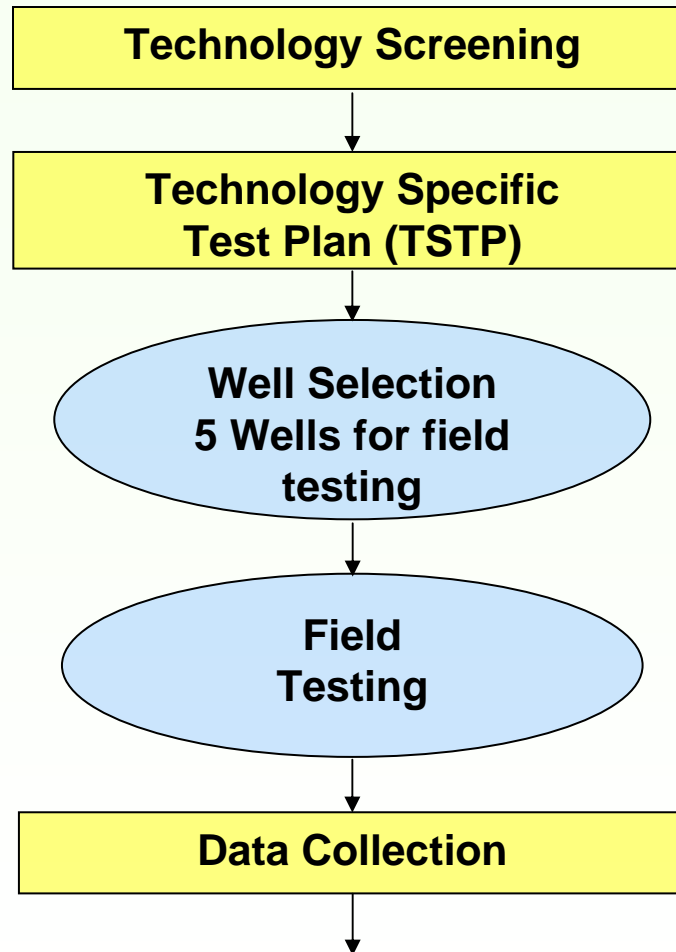 Technology Screening
Technology Specific
Test Plan (TSTP)
Well Selection
5 Wells for field
testing
Field
Testing
Data Collection